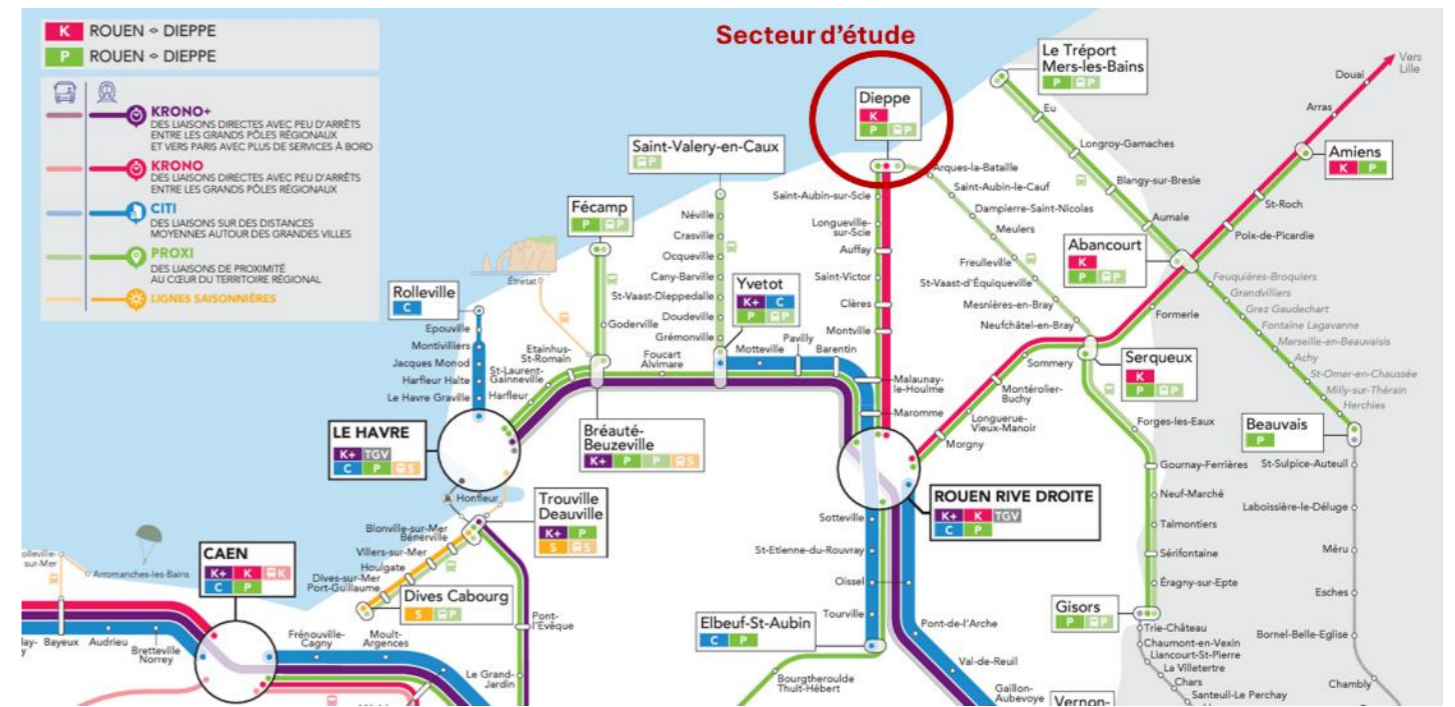 K ROUEN ⇔ DIEPPE
P ROUEN ⇔ DIEPPE
KRONO+
DES LIAISONS DIRECTES AVEC PEU D'ARRÊTS
ENTRE LES GRANDS PÔLES RÉGIONAUX
ET VERS PARIS AVEC PLUS DE SERVICES À BORD
KRONO
DES LIAISONS DIRECTES AVEC PEU D'ARRÊTS
ENTRE LES GRANDS PÔLES RÉGIONAUX
CITI
DES LIAISONS SUR DES DISTANCES
MOYENNES AUTOUR DES GRANDES VILLES
PROXI
DES LIAISONS DE PROXIMITÉ
AU CŒUR DU TERRITOIRE RÉGIONAL
LIGNES SAISONNIÈRES
Secteur d'étude
Dieppe
K
P P
Le Tréport
Mers-les-Bains
P P
Vers
Lille
Douai
Arras
Amiens
K P
St-Roch
Poix-de-Picardie
Eu
Longroy-Gamaches
Blangy-sur-Bresle
Aumale
Abancourt
K
P P
Feuquières-Broquiers
Grandvilliers
Grez Gaudechart
Fontaine Lagavanne
Marseille-en-Beauvaisis
Achy
St-Omer-en-Chaussée
Milly-sur-Thérain
Herchies
Beauvais
P
St-Sulpice-Auteuil
Laboissière-le-Déluge
Méru
Esches
Bornel-Belle-Eglise
Chambly
Formerie
Serqueux
K
P P
Sommery
Montérolier-
Buchy
Longuerue-
Vieux-Manoir
Morgny
Arques-la-Bataille
Saint-Aubin-le-Cauf
Dampierre-Saint-Nicolas
Meulers
Freulleville
St-Vaast-d'Équiqueville
Mesnières-en-Bray
Neufchâtel-en-Bray
Forges-les-Eaux
Gournay-Ferrières
Neuf-Marché
Talmontiers
Sérifontaine
Éragny-sur-Epte
Gisors
P P
Trie-Château
Chaumont-en-Vexin
Liancourt-St-Pierre
La Villetertre
Chars
Santeuil-Le Perchay
Saint-Aubin-sur-Scie
Longueville-
sur-Scie
Auffay
Saint-Victor
Clères
Montville
Malaunay-
le-Houlme
Maromme
Saint-Valery-en-Caux
P
Néville
Crasville
Ocqueville
Cany-Barville
St-Vaast-Dieppedalle
Doudeville
Grémonville
Yvetot
K+ C
P P
Motteville
Pavilly
Barentin
Fécamp
P P
Goderville
Etainhus-
St-Romain
St-Laurent-
Gainneville
Harfleur
Foucart
Alvimare
Bréauté-
Beuzeville
K+ P P S
Étretat
Rolleville
C
Epouville
Montivilliers
Jacques Monod
Harfleur Halte
Le Havre Graville
LE HAVRE
K+ TGV
C P S
Honfleur
Trouville
Deauville
K+ P
S S
Blonville-sur-Mer
Bénerville
Villers-sur-Mer
Houlgate
Dives-sur-Mer
Port-Guillaume
Dives Cabourg
S P
Pont-
l'Evêque
CAEN
K+ K K
C P
Arromanches-les-Bains
sur-Mer
Bayeux
Audrieu
Bretteville
Norrey
Frénouville-
Cagny
Moult-
Argences
Le Grand-
Jardin
ROUEN RIVE DROITE
K+ K TGV
C P
Sotteville
St-Etienne-du-Rouvray
Oissel
Tourville
Elbeuf-St-Aubin
C P
Bourgtheroulde
Thuit-Hébert
Pont-de-l'Arche
Val-de-Reuil
Gaillon-
Aubevoye
Vernon-